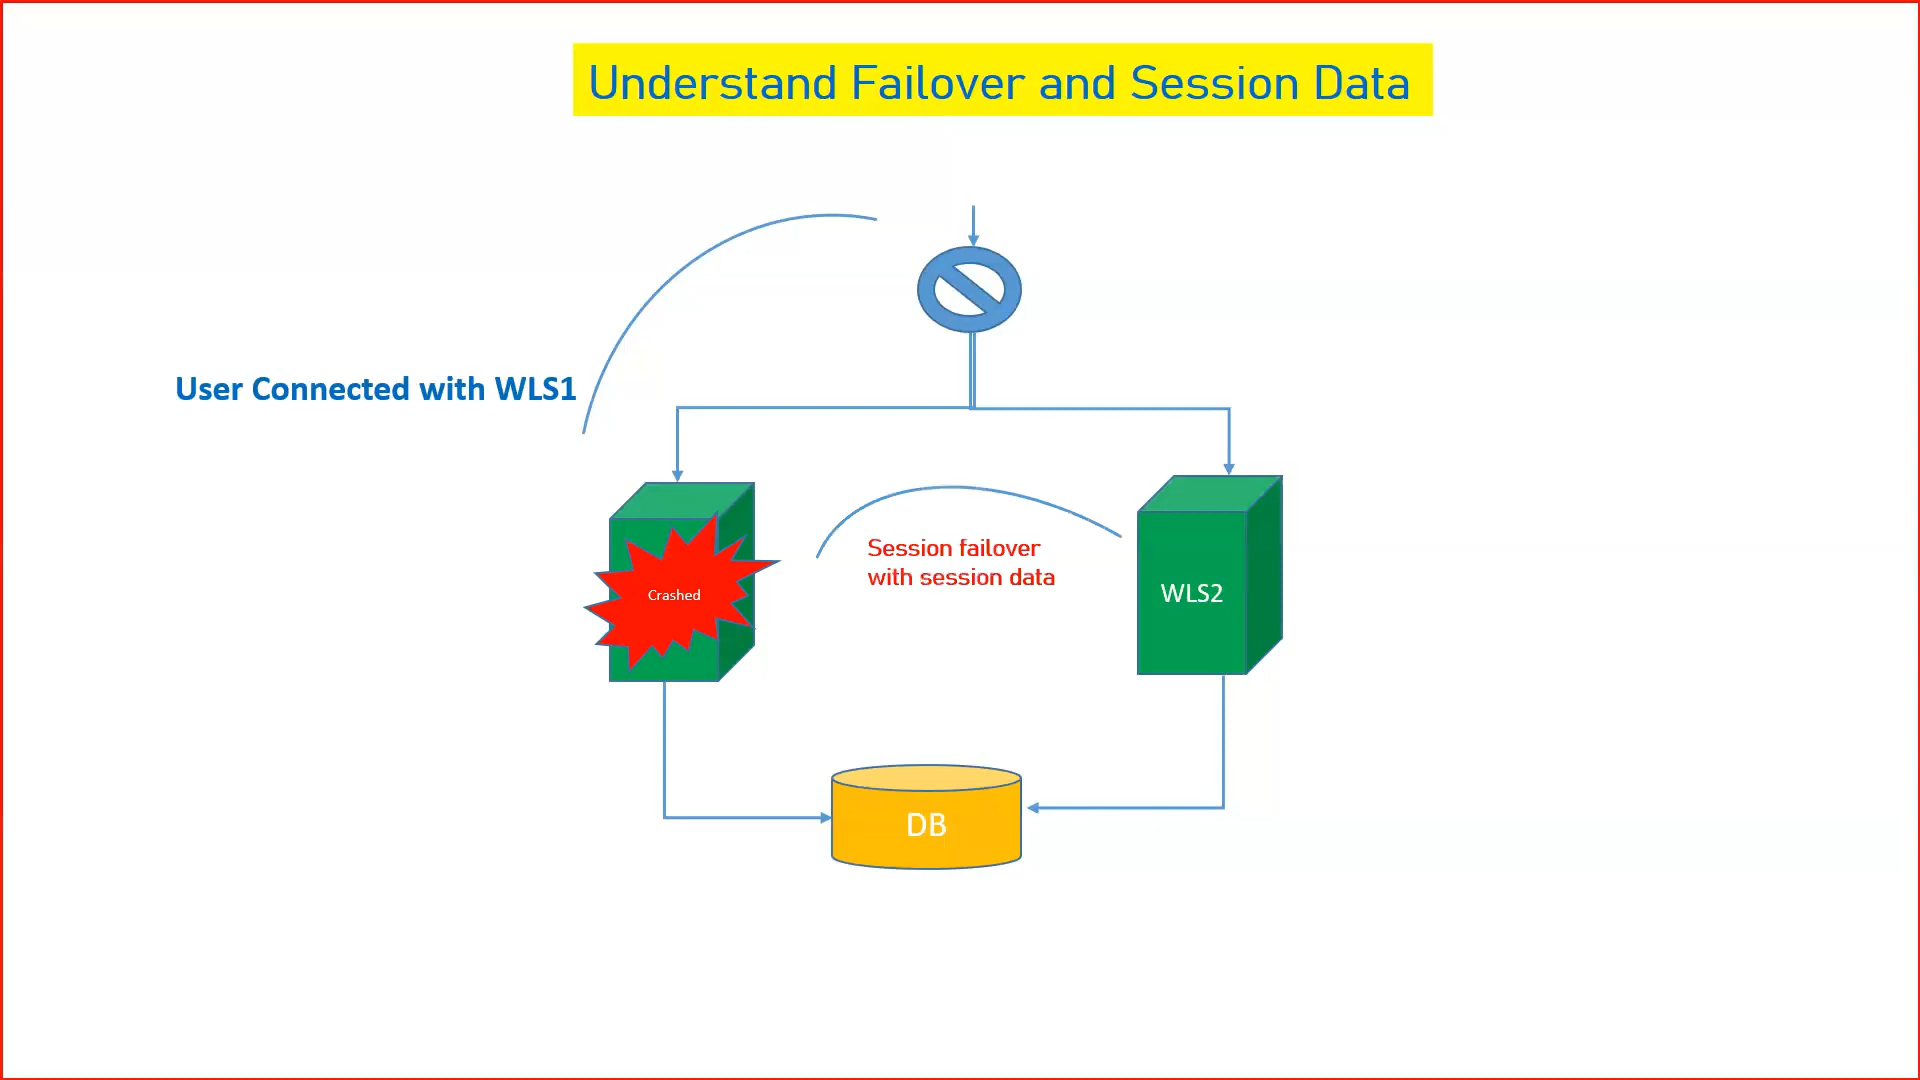 Understand Failover and Session Data
User Connected with WLS1
Session failover
with session data
Crashed
WLS2
DB